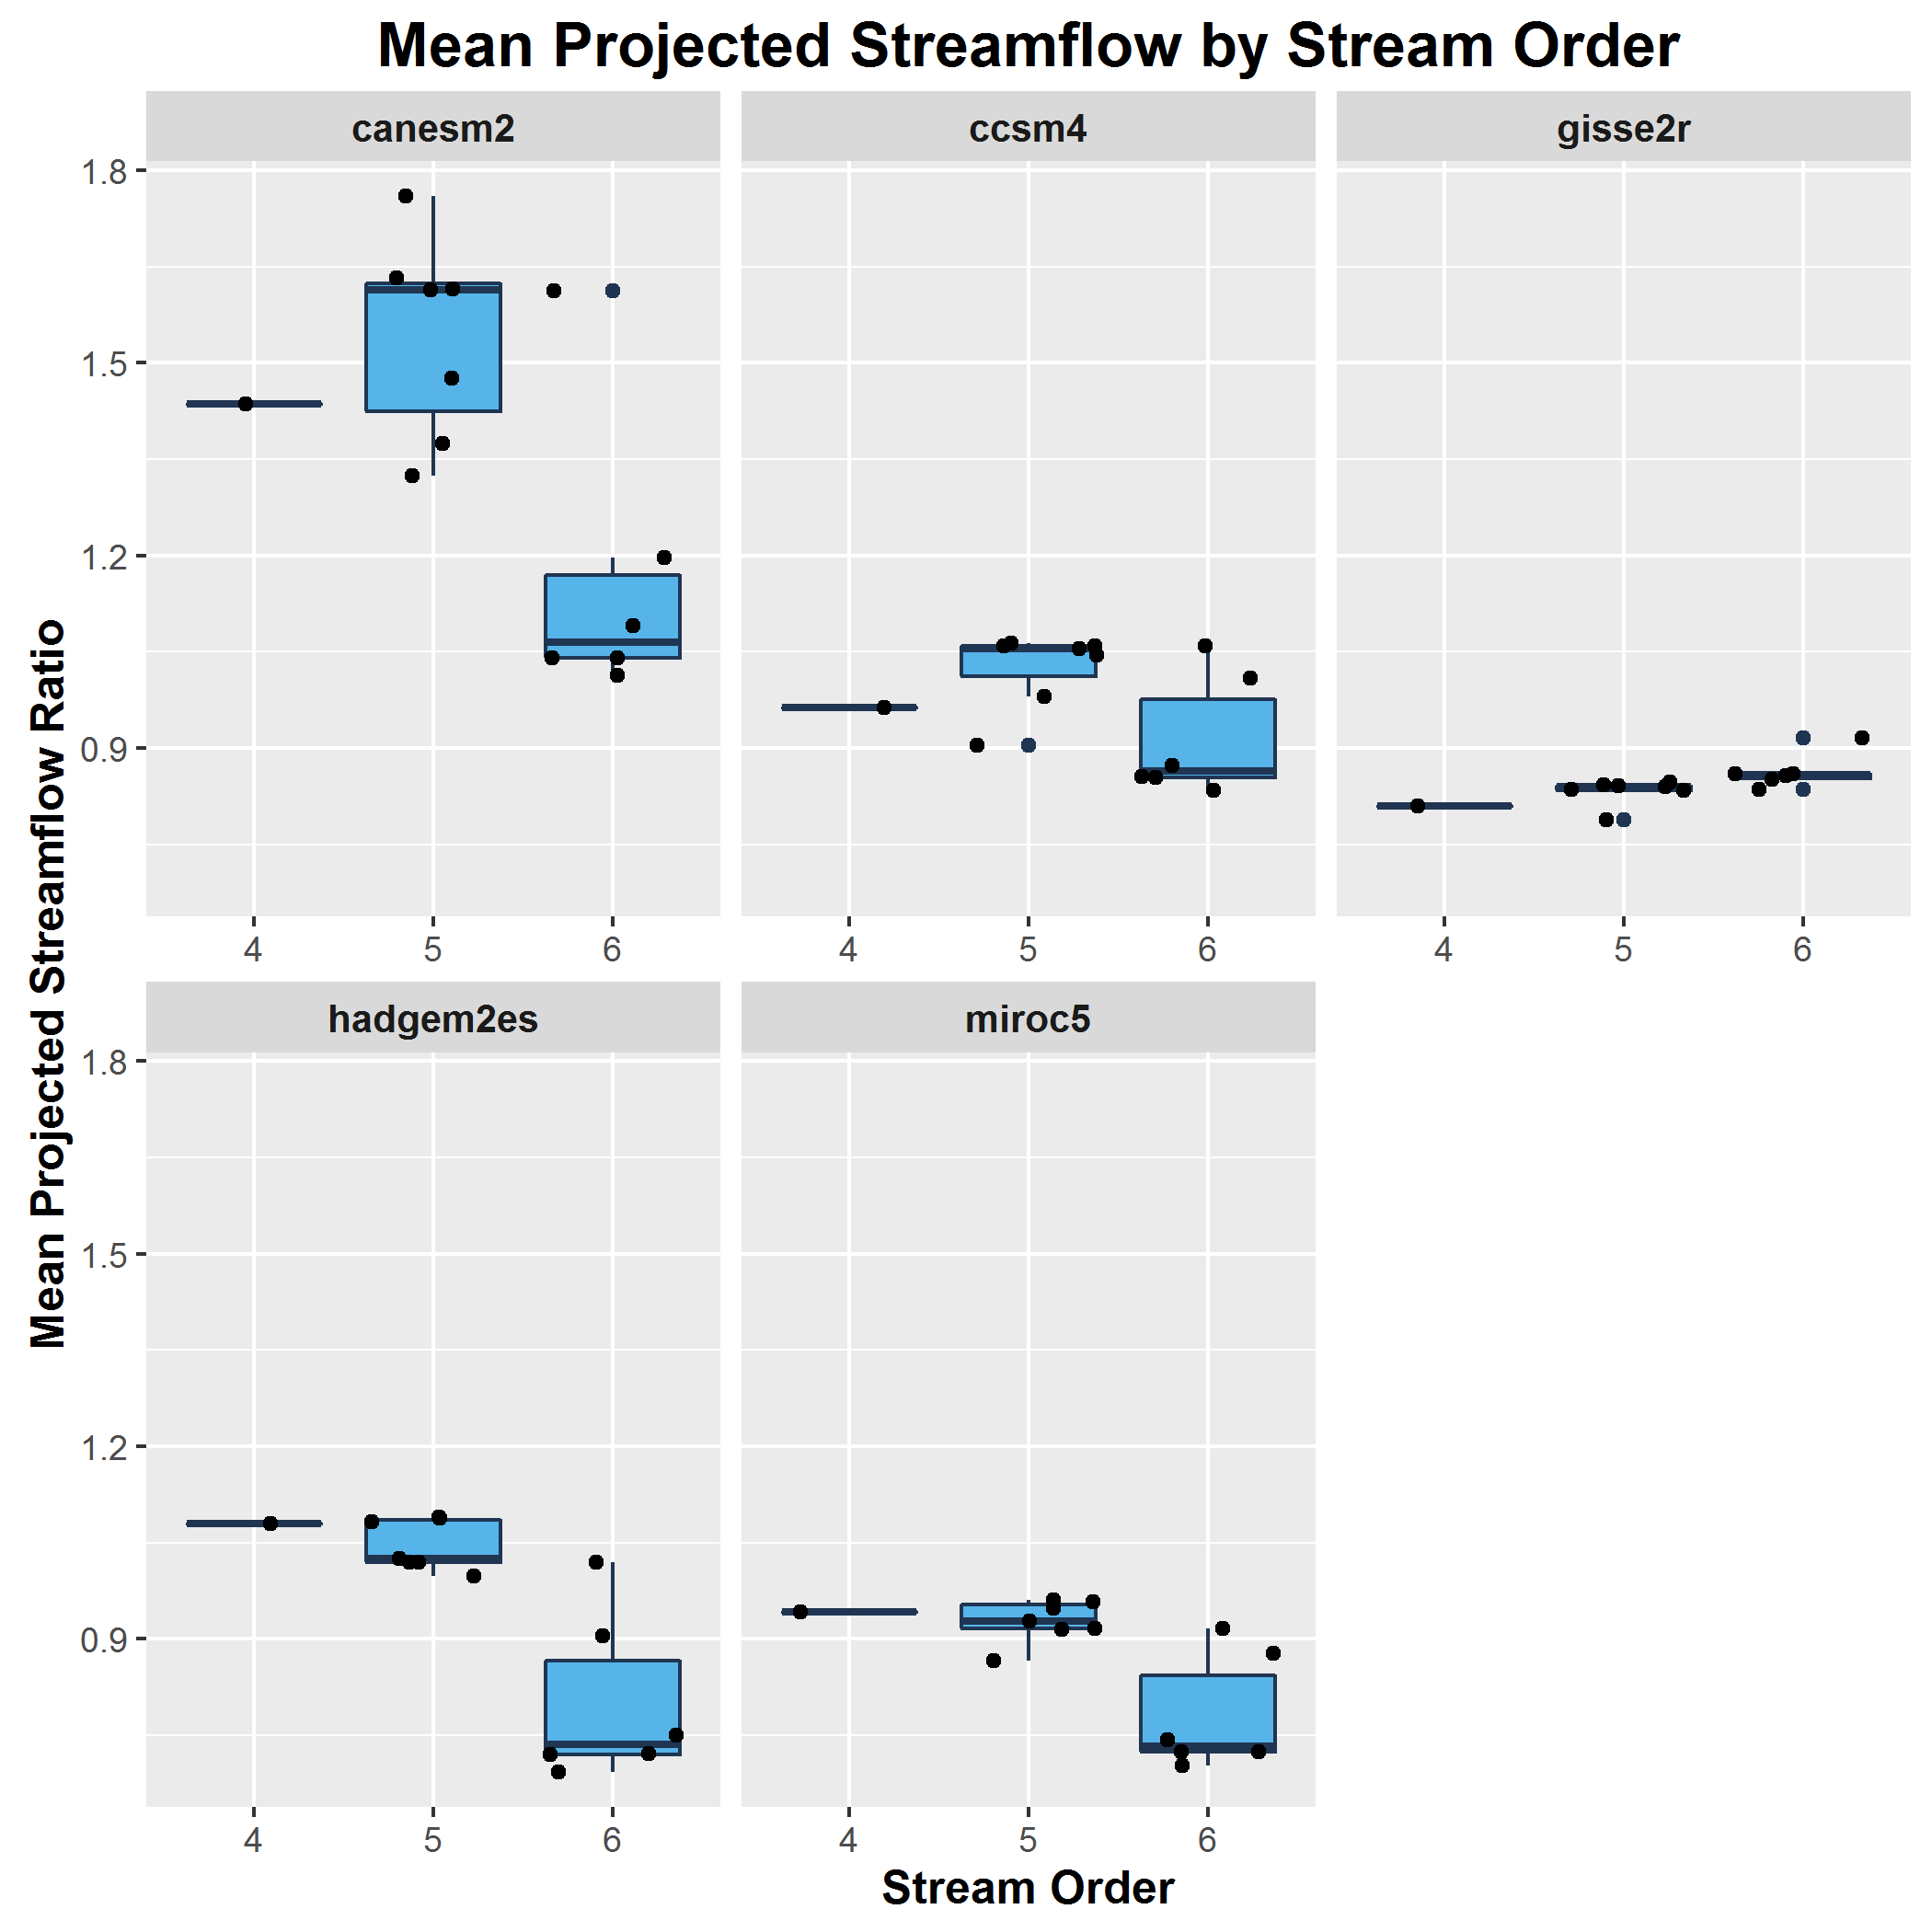 Mean Projected Streamflow by Stream Order
canesm2
ccsm4
gisse2r
1.8
1.5
1.2
0.9
4 5 6
4 5 6
4 5 6
Mean Projected Streamflow Ratio
hadgem2es
miroc5
1.8
1.5
1.2
0.9
4 5 6
4 5 6
Stream Order